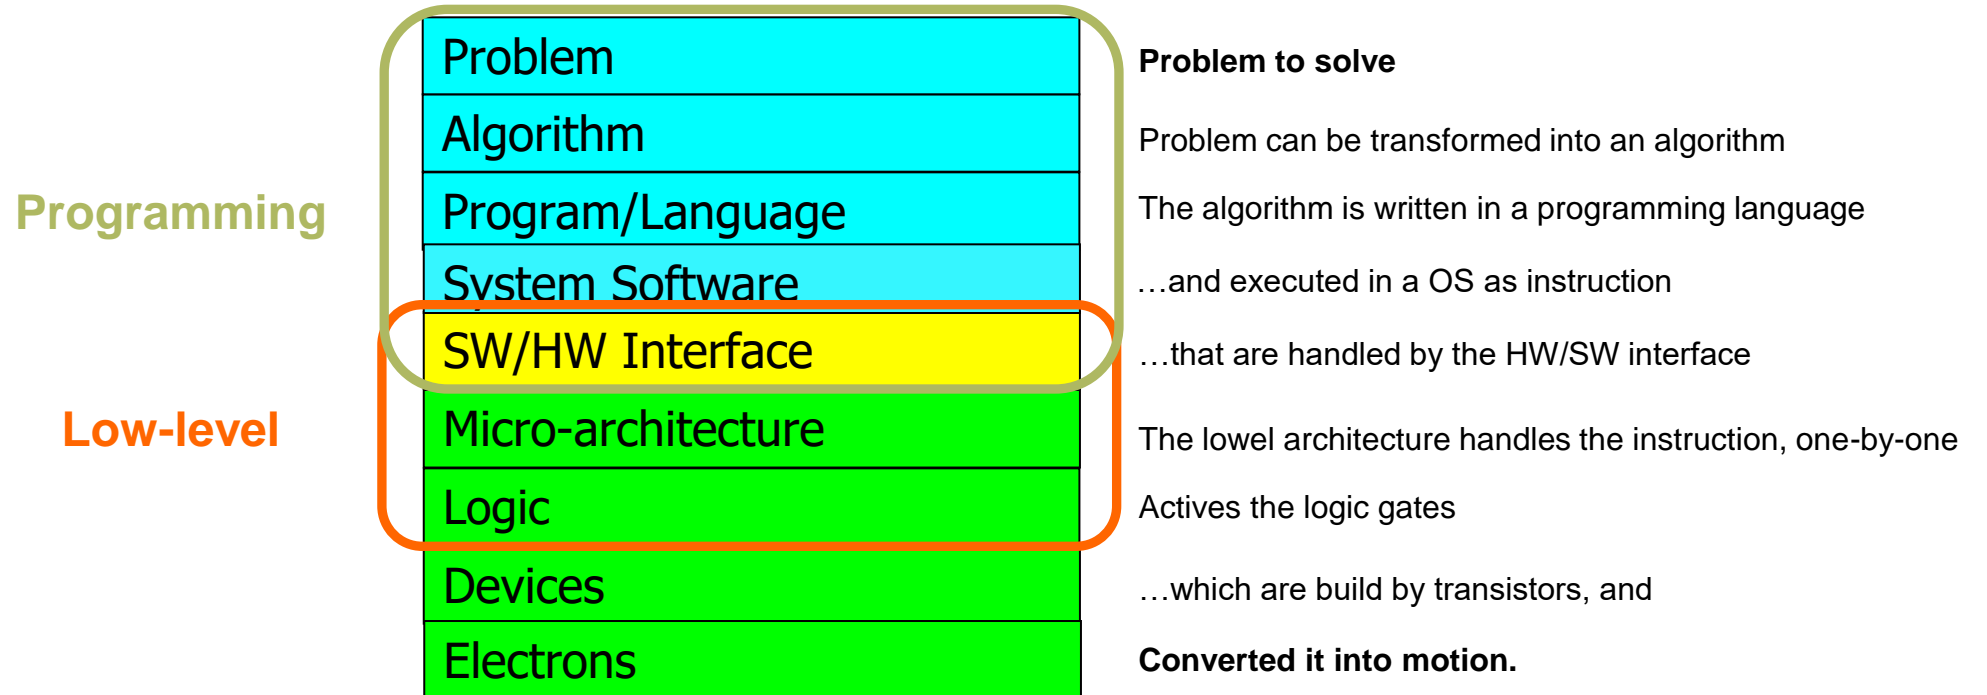 Problem
Problem to solve
Algorithm
Problem can be transformed into an algorithm
Programming
Program/Language
The algorithm is written in a programming language
System Software
…and executed in a OS as instruction
SW/HW Interface
…that are handled by the HW/SW interface
Low-level
Micro-architecture
The lowel architecture handles the instruction, one-by-one
Logic
Actives the logic gates
Devices
…which are build by transistors, and
Electrons
Converted it into motion.